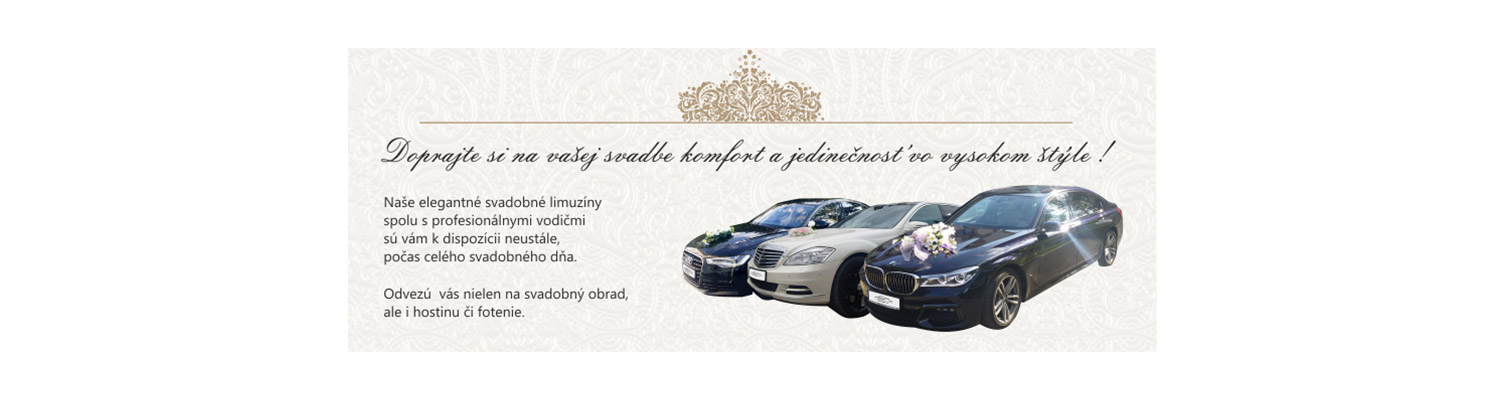 Doprajte si na vašej svadbe komfort a jedinečnosť vo vysokom štýle !
Naše elegantné svadobné limuzíny
spolu s profesionálnymi vodičmi
sú vám k dispozícii neustále,
počas celého svadobného dňa.
Odvezú  vás nielen na svadobný obrad,
ale i hostinu či fotenie.